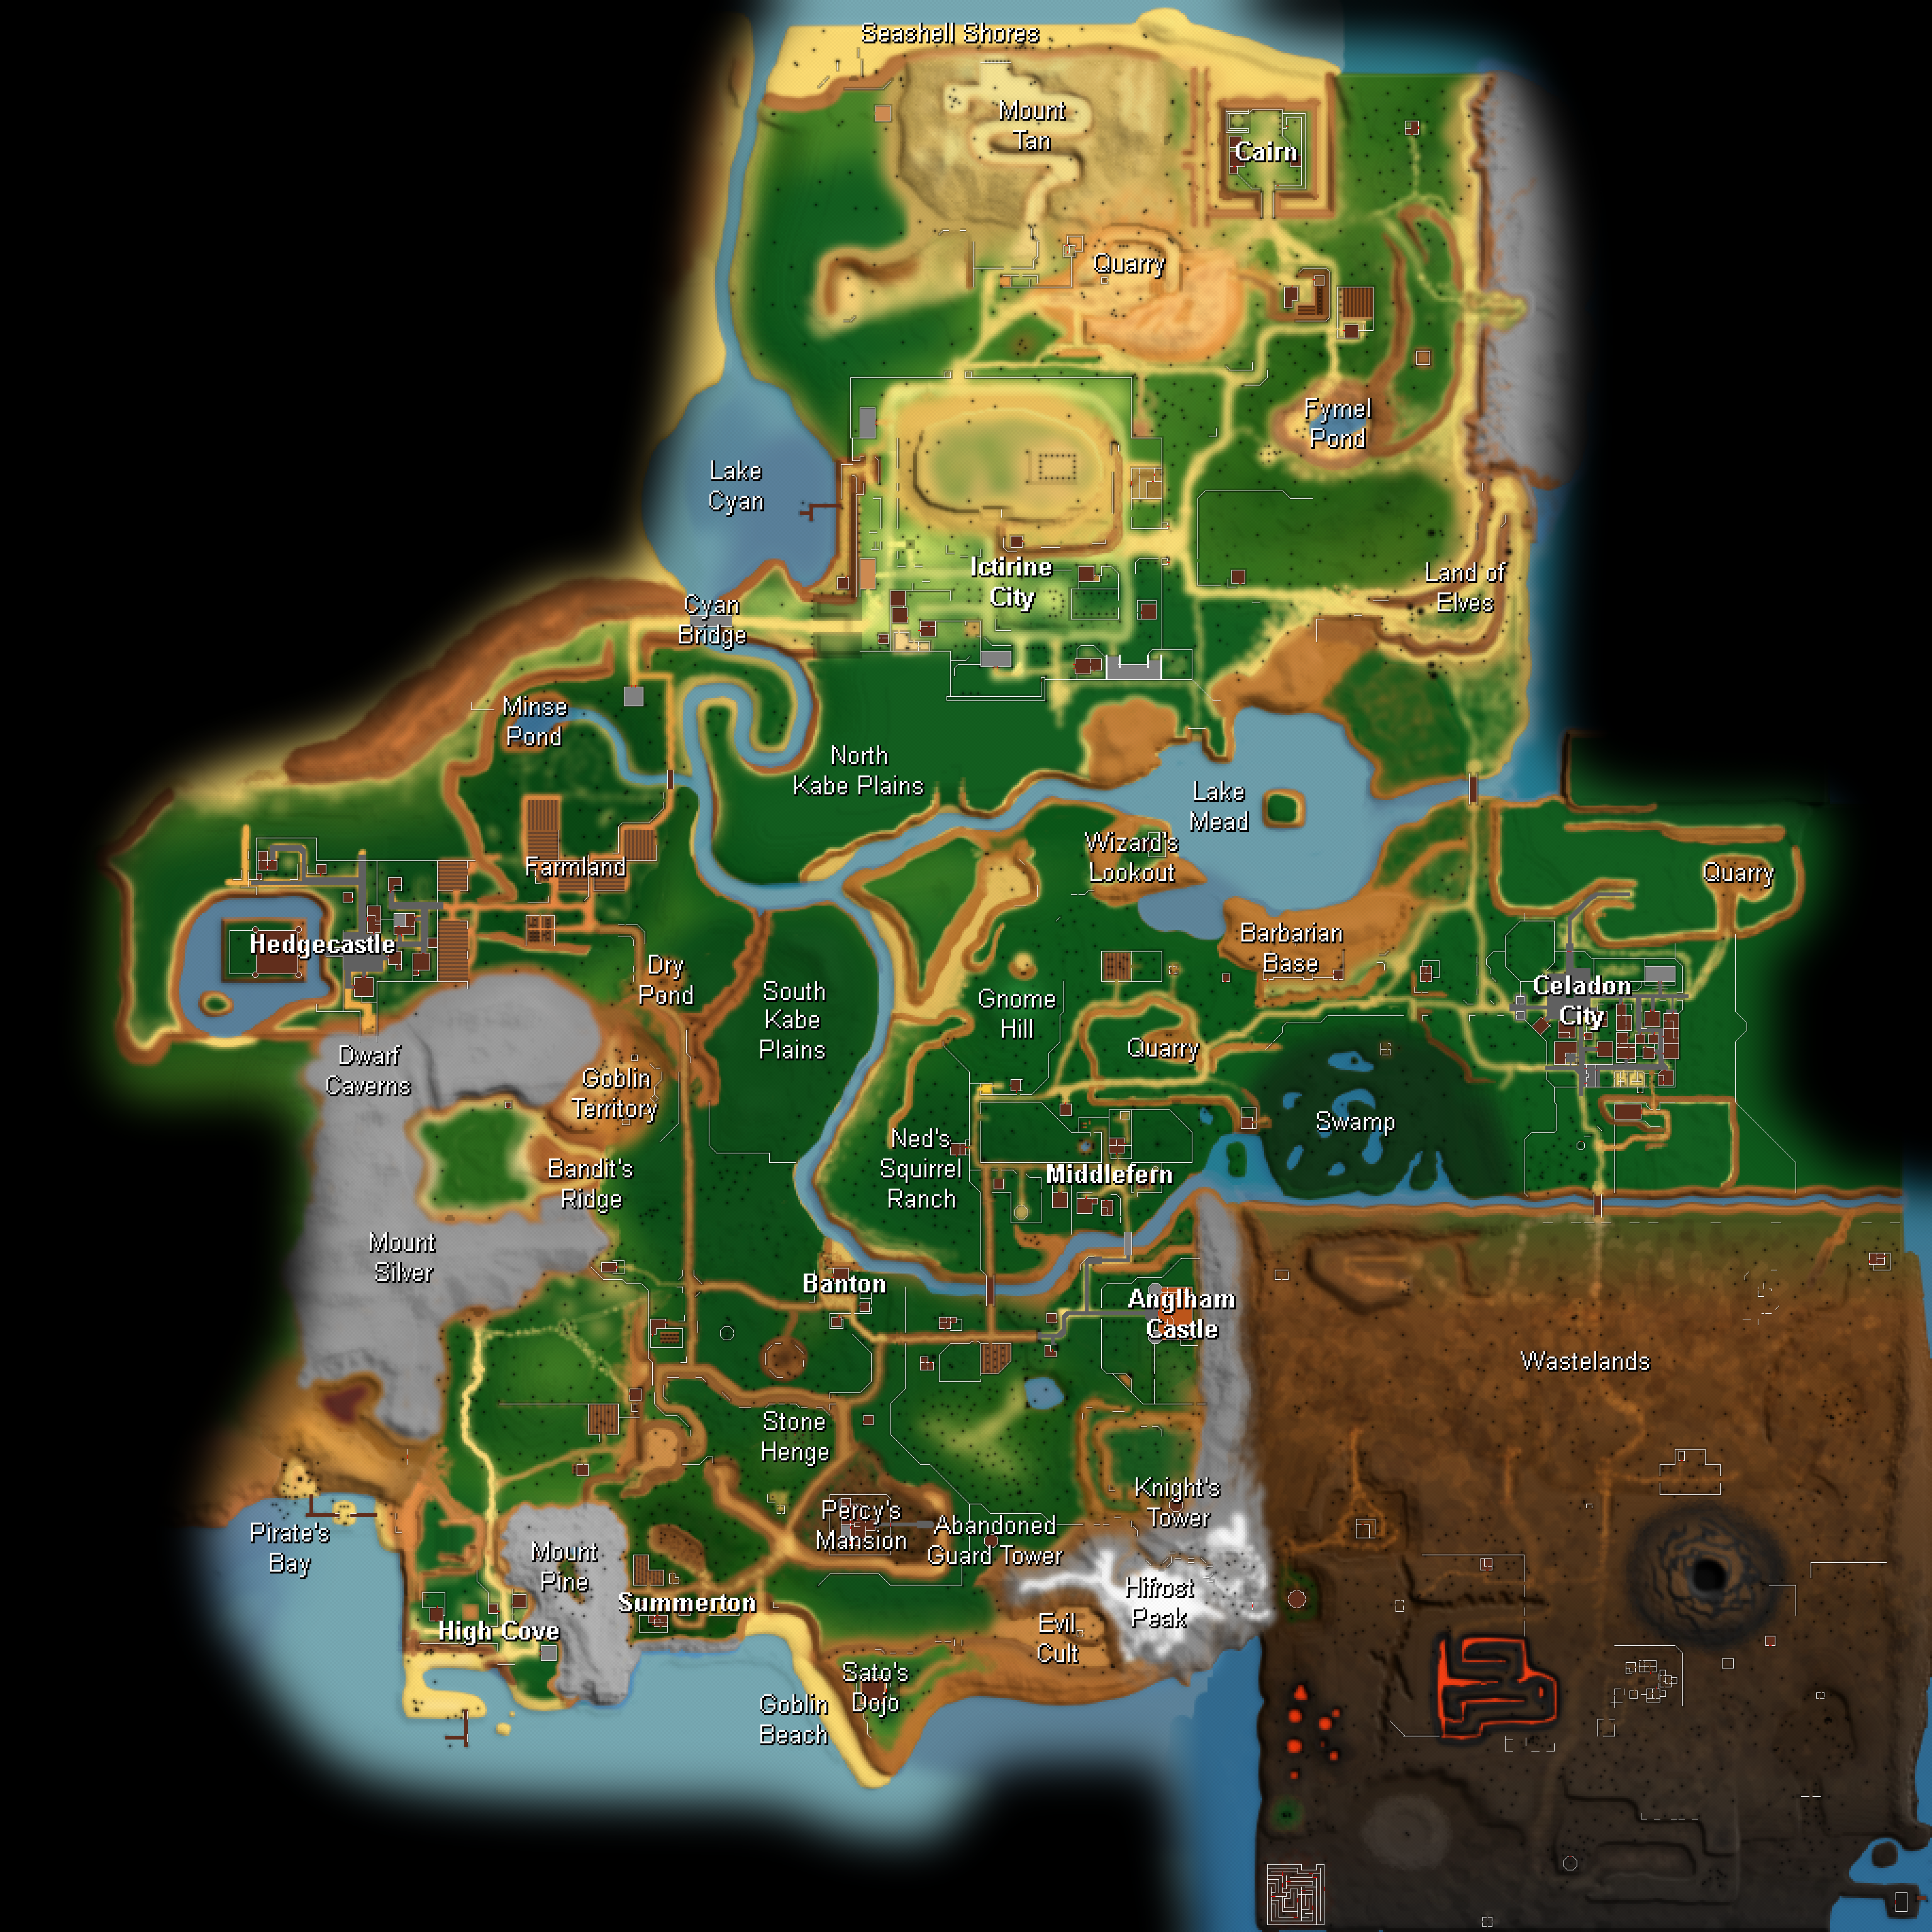 Seashell Shores
Mount
Tan
Cairn
Quarry
Fymel
Pond
Lake
Cyan
Ictirine
City
Land of
Elves
Cyan
Bridge
Minse
Pond
North
Kabe Plains
Lake
Mead
Wizard's
Lookout
Farmland
Quarry
Hedgecastle
Barbarian
Base
Dry
Pond
South
Kabe
Plains
Gnome
Hill
Celadon
City
Dwarf
Caverns
Quarry
Goblin
Territory
Swamp
Ned's
Squirrel
Ranch
Bandit's
Ridge
Middlefern
Mount
Silver
Banton
Anglham
Castle
Wastelands
Stone
Henge
Knight's
Tower
Percy's
Mansion
Abandoned
Guard Tower
Pirate's
Bay
Mount
Pine
Hifrost
Peak
Summerton
High Cove
Evil
Cult
Sato's
Dojo
Goblin
Beach